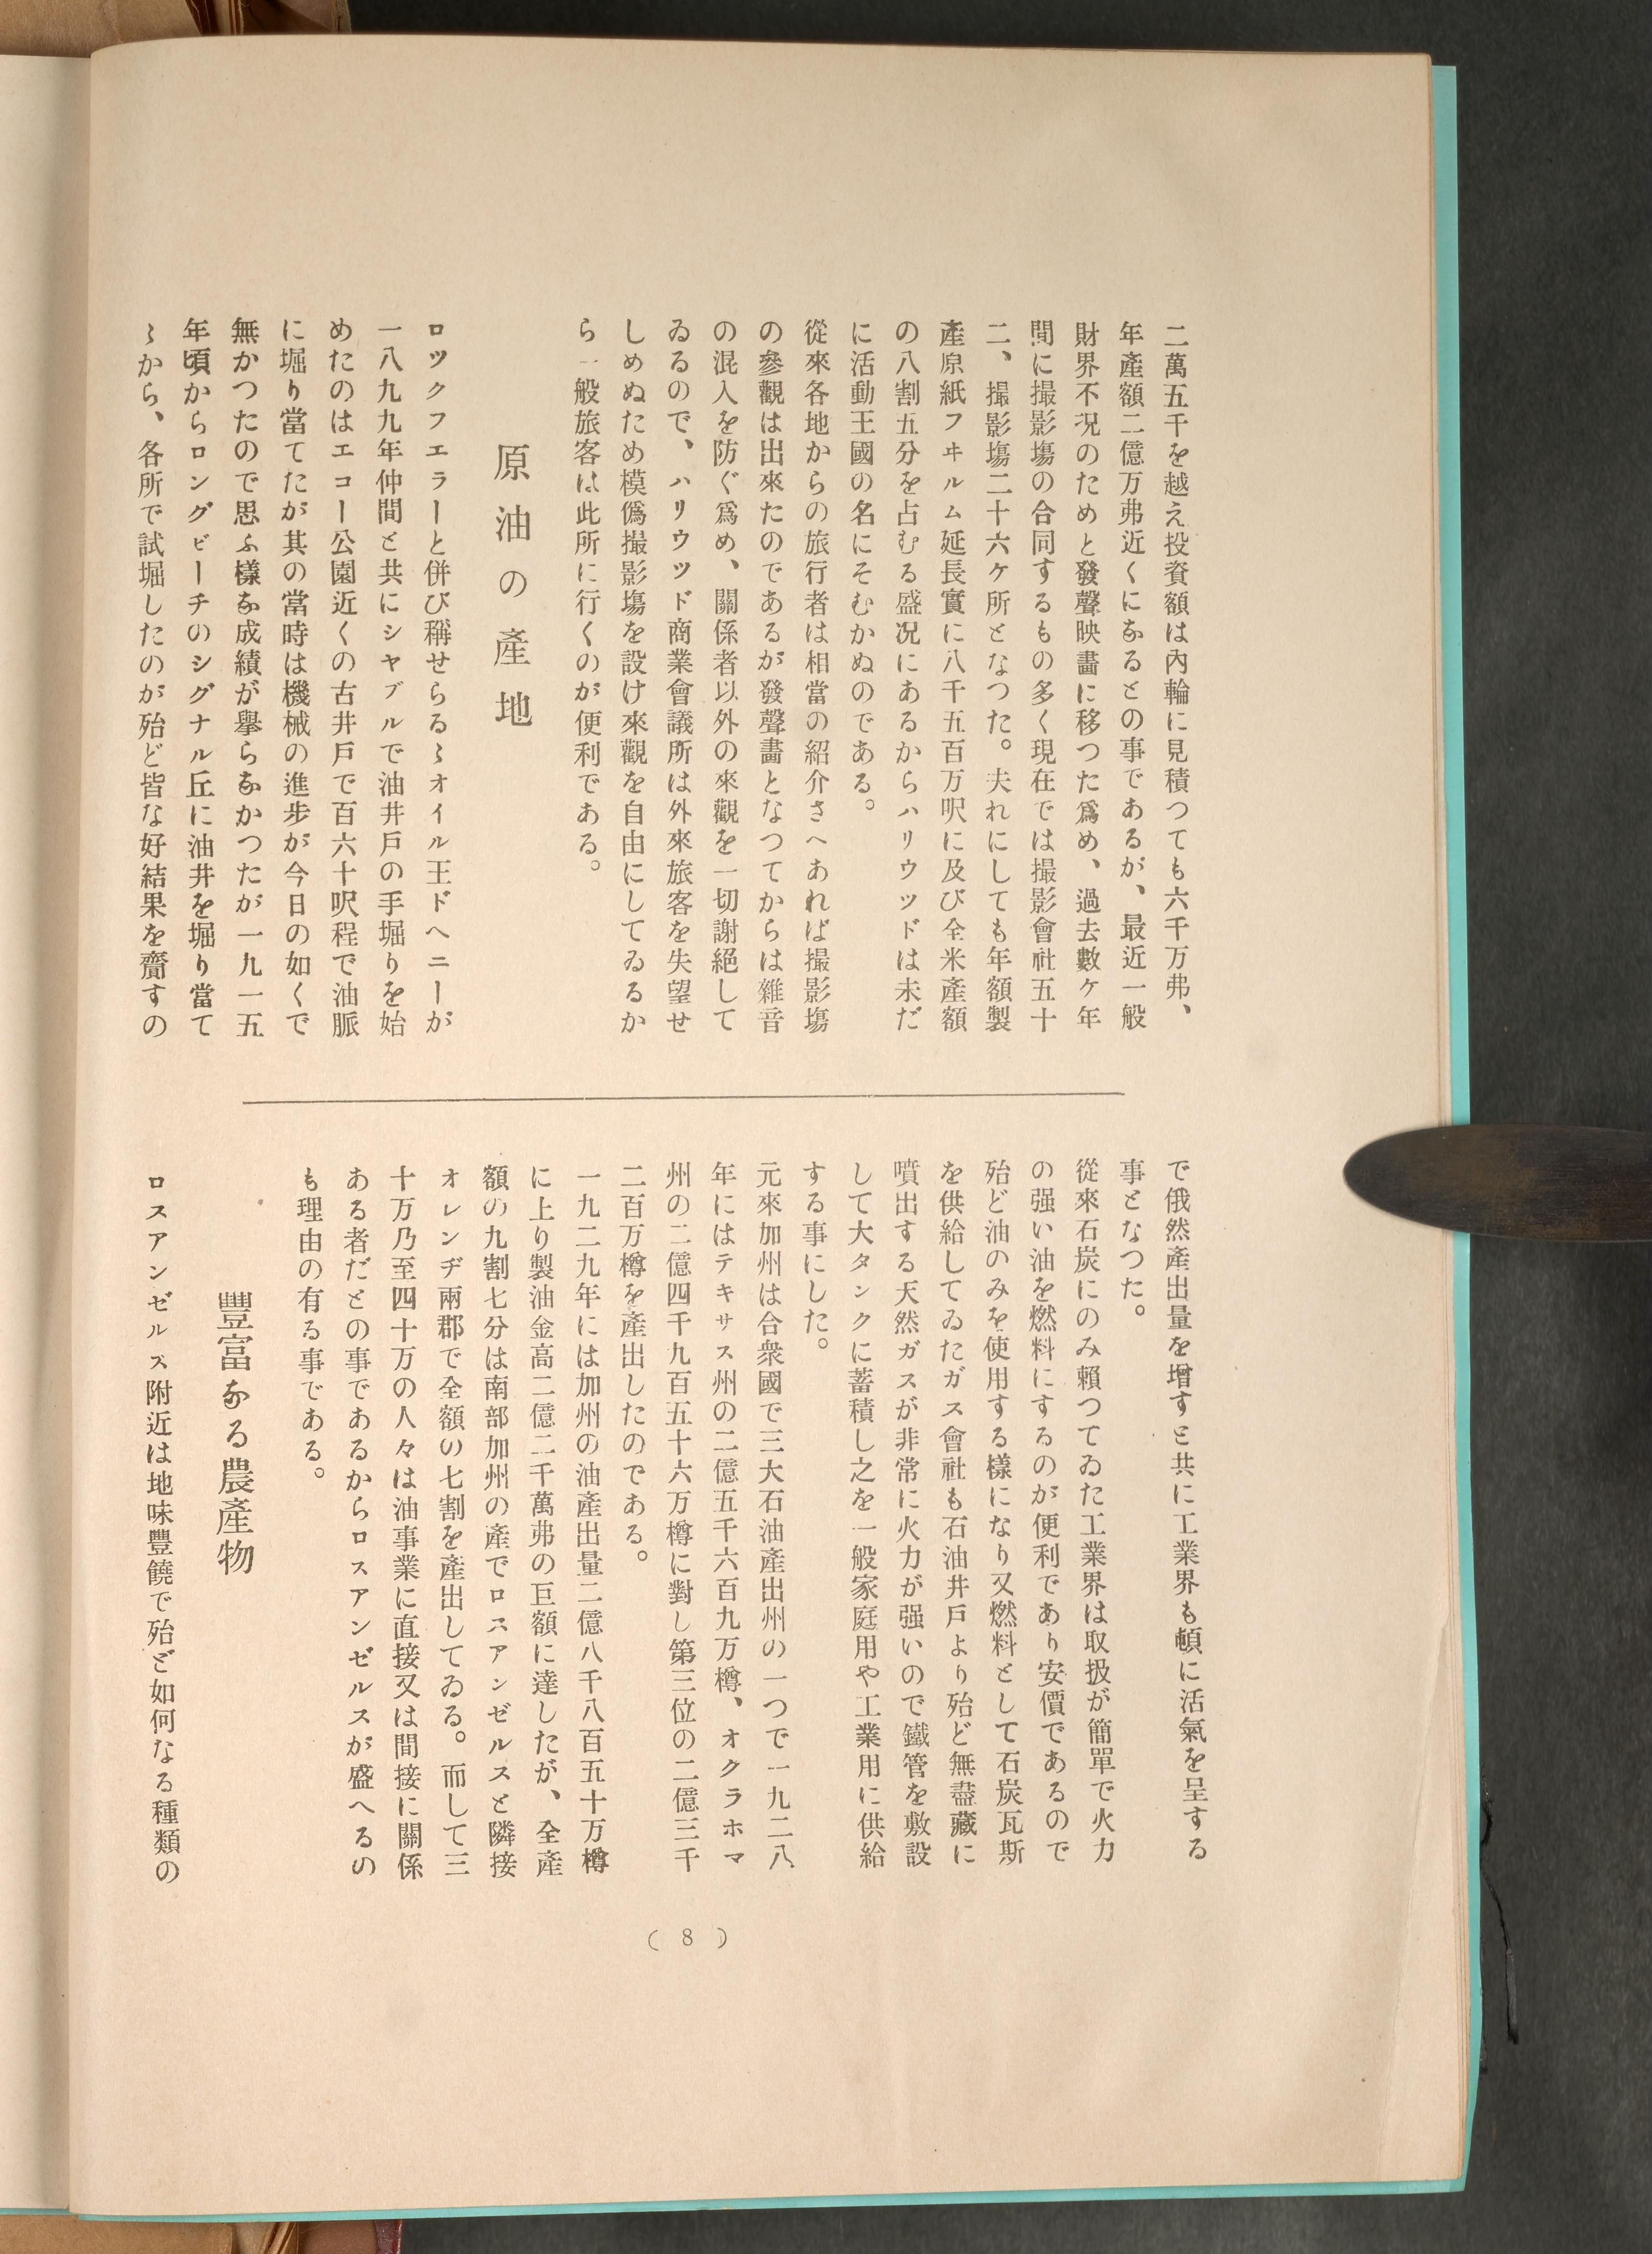 二萬五千を越え投資額は內輪に見積つても六千万弗、
年產額二億万弗近くになるとの事であるが、最近一般
財界不況のためと發聲映畫に移つた爲め、過去數ケ年
間に撮影塲の合同するもの多く現在では撮影會社五十
二、撮影塲二十六ケ所となつた。夫れにしても年額製
產原紙フヰルム延長實に八千五百万呎に及び全米產額
の八割五分を占むる盛況にあるからハリウツドは未だ
に活動王國の名にそむかぬのである。
從來各地からの旅行者は相當の紹介さへあれば撮影塲
の參觀は出來たのであるが發聲畵となつてからは雜音
の混入を防ぐ爲め、關係者以外の來觀を一切謝絕して
ゐるので、ハリウツド商業會議所は外來旅客を失望せ
しめぬため模僞撮影塲を設け來觀を自由にしてゐるか
ら一般旅客は此所に行くのが便利である。
原油の產地
ロツクフエラーと併び稱せらるゝオイル王ドヘニーが
一八九九年仲間と共にシヤブルで油井戶の手堀りを始
めたのはエコー公園近くの古井戶で百六十呎程で油脈
に堀り當てたが其の當時は機械の進步が今日の如くで
無かつたので思ふ樣な成績が擧らなかつたが一九一五
年頃からロングビーチのシグナル丘に油井を堀り當て
ゝから、各所で試堀したのが殆ど皆な好結果を齎すの
で俄然產出量を增すと共に工業界も頓に活氣を呈する
事となつた。
從來石炭にのみ賴つてゐた工業界は取扱が簡單で火力
の强い油を燃料にするのが便利であり安價であるので
殆ど油のみを使用する樣になり又燃料として石炭瓦斯
を供給してゐたガス會社も石油井戶より殆ど無盡藏に
噴出する天然ガスが非常に火力が强いので鐵管を敷設
して大タンクに蓄積し之を一般家庭用や工業用に供給
する事にした。
元來加州は合衆國で三大石油產出州の一つで一九二八
年にはテキサス州の二億五千六百九万樽、オクラホマ
州の二億四千九百五十六万樽に對し第三位の二億三千
二百万樽を產出したのである。
一九二九年には加州の油產出量二億八千八百五十万樽
に上り製油金高二億二千萬弗の巨額に達したが、全產
額の九割七分は南部加州の產でロスアンゼルスと隣接
オレンヂ兩郡で全額の七割を產出してゐる。而して三
十万乃至四十万の人々は油事業に直接又は間接に關係
ある者だとの事であるからロスアンゼルスが盛へるの
も理由の有る事である。
豐富なる農產物
ロスアンゼルズ附近は地味豐饒で殆ど如何なる種類の
( 8 )